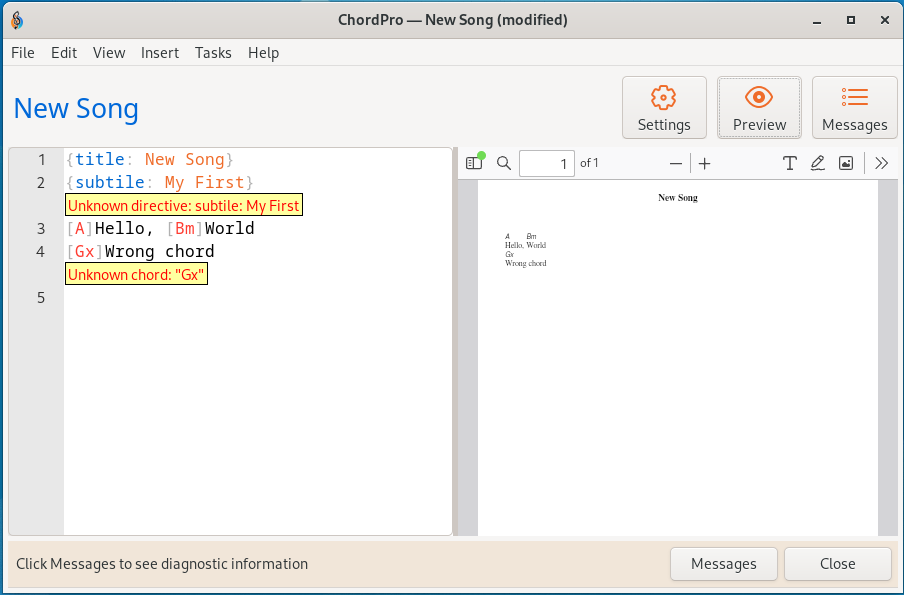 ChordPro — New Song (modified)
File Edit View Insert Tasks Help
New Song
Settings Preview Messages
1 {title: New Song}
2 {subtile: My First}
Unknown directive: subtile: My First
3 [A]Hello, [Bm]World
4 [Gx]Wrong chord
Unknown chord: "Gx"
5
1 of 1
New Song
A Bm
Hello, World
Gx
Wrong chord
Click Messages to see diagnostic information
Messages Close